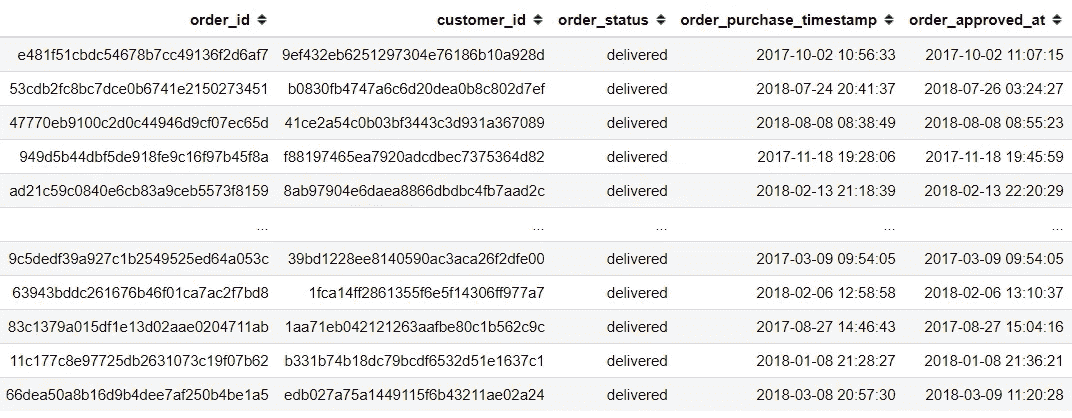 order_id customer_id order_status order_purchase_timestamp order_approved_at
e481f51cbdc54678b7cc49136f2d6af7 9ef432eb6251297304e76186b10a928d delivered 2017-10-02 10:56:33 2017-10-02 11:07:15
53cdb2fc8bc7dce0b6741e2150273451 b0830fb4747a6c6d20dea0b8c802d7ef delivered 2018-07-24 20:41:37 2018-07-26 03:24:27
47770eb9100c2d0c44946d9cf07ec65d 41ce2a54c0b03bf3443c3d931a367089 delivered 2018-08-08 08:38:49 2018-08-08 08:55:23
949d5b44dbf5de918fe9c16f97b45f8a f88197465ea7920adcdbec7375364d82 delivered 2017-11-18 19:28:06 2017-11-18 19:45:59
ad21c59c0840e6cb83a9ceb5573f8159 8ab97904e6daea8866dbdbc4fb7aad2c delivered 2018-02-13 21:18:39 2018-02-13 22:20:29
... ... ... ... ...
9c5dedf39a927c1b2549525ed64a053c 39bd1228ee8140590ac3aca26f2dfe00 delivered 2017-03-09 09:54:05 2017-03-09 09:54:05
63943bddc261676b46f01ca7ac2f7bd8 1fca14ff2861355f6e5f14306ff977a7 delivered 2018-02-06 12:58:58 2018-02-06 13:10:37
83c1379a015df1e13d02aae0204711ab 1aa71eb042121263aafbe80c1b562c9c delivered 2017-08-27 14:46:43 2017-08-27 15:04:16
11c177c8e97725db2631073c19f07b62 b331b74b18dc79bcdf6532d51e1637c1 delivered 2018-01-08 21:28:27 2018-01-08 21:36:21
66dea50a8b16d9b4dee7af250b4be1a5 edb027a75a1449115f6b43211ae02a24 delivered 2018-03-08 20:57:30 2018-03-09 11:20:28